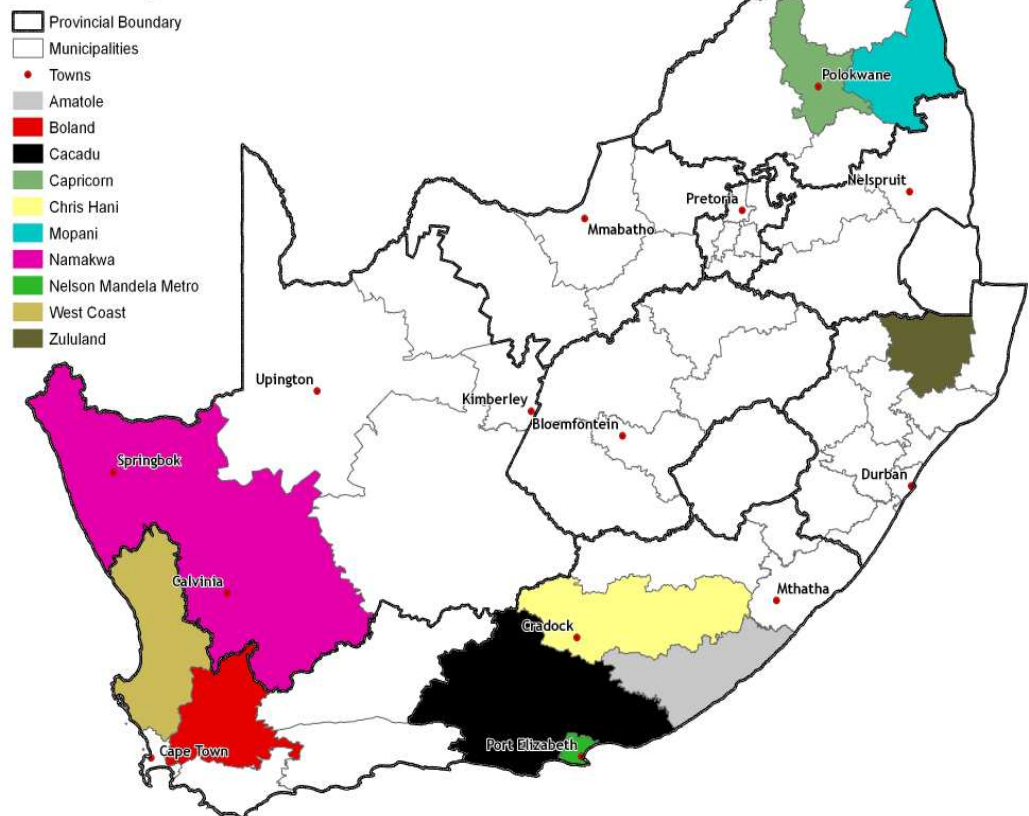 Provincial Boundary
Municipalities
Towns
Amatole
Boland
Cacadu
Capricorn
Chris Hani
Mopani
Namakwa
Nelson Mandela Metro
West Coast
Zululand
Polokwane
Nelspruit
Pretoria
Mmabatho
Upington
Kimberley
Bloemfontein
Springbok
Durban
Calvinia
Mthatha
Cradock
Port Elizabeth
Cape Town